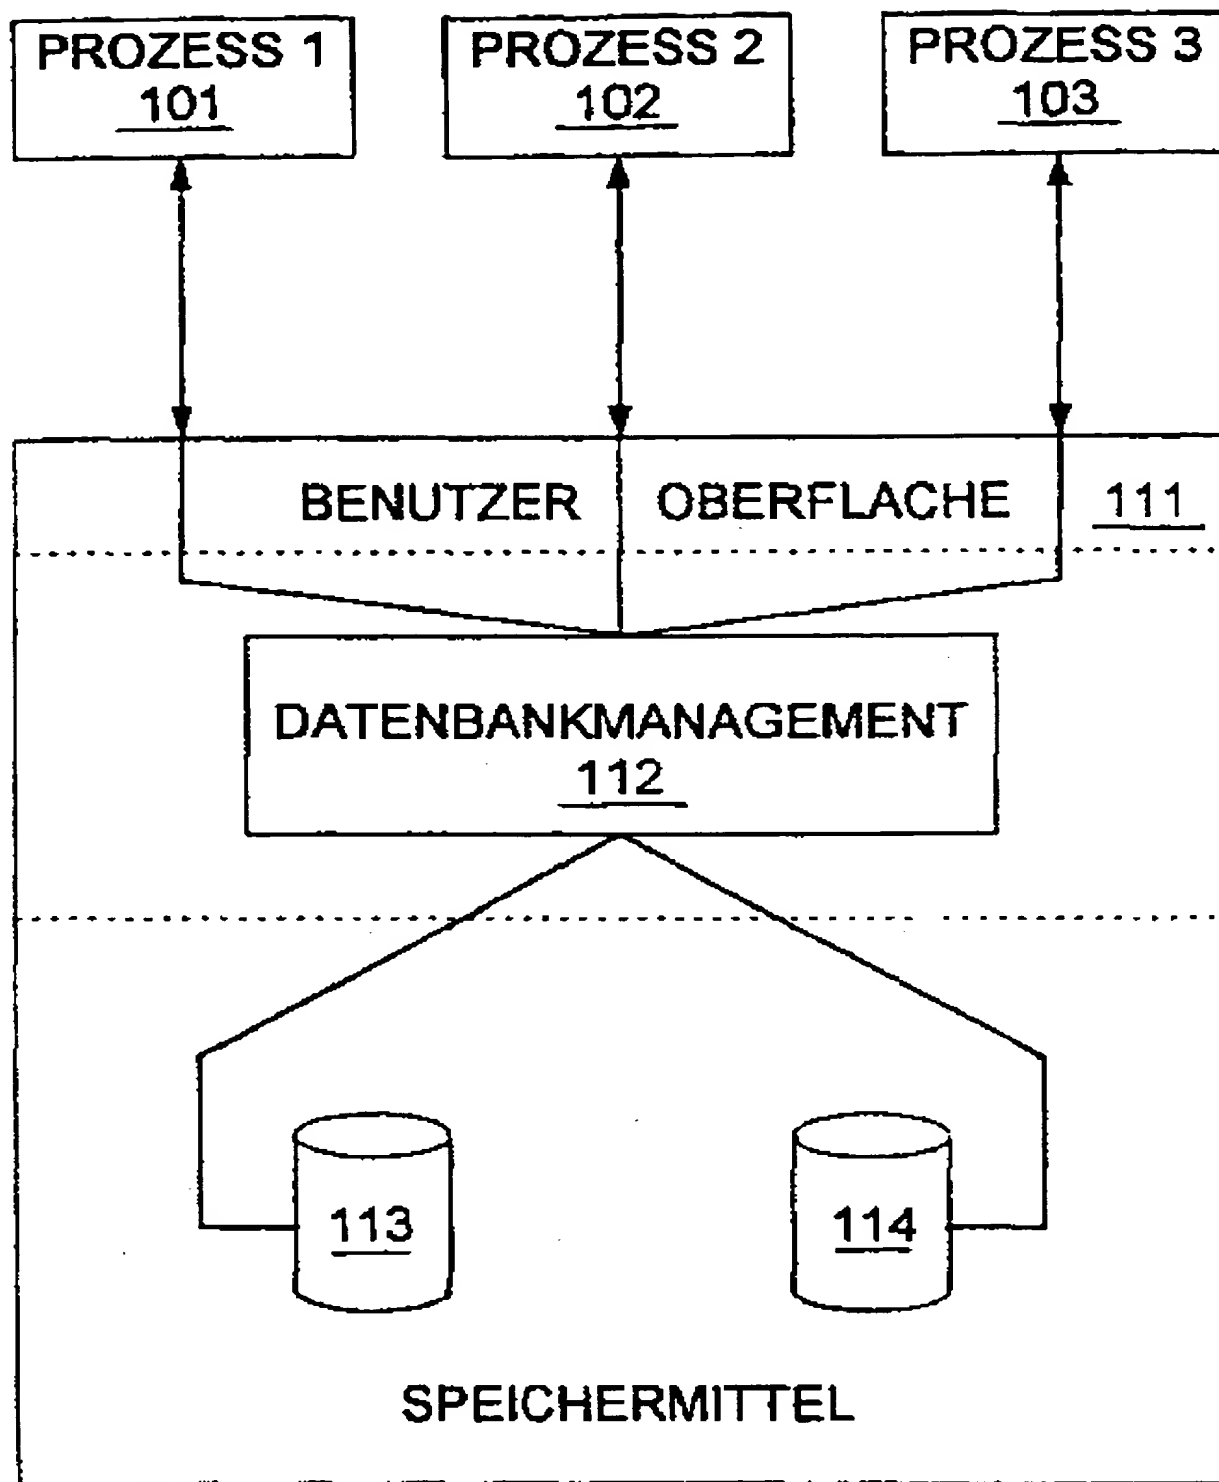 PROZESS 1
101
PROZESS 2
102
PROZESS 3
103
BENUTZER OBERFLACHE 111
DATENBANKMANAGEMENT
112
113
114
SPEICHERMITTEL